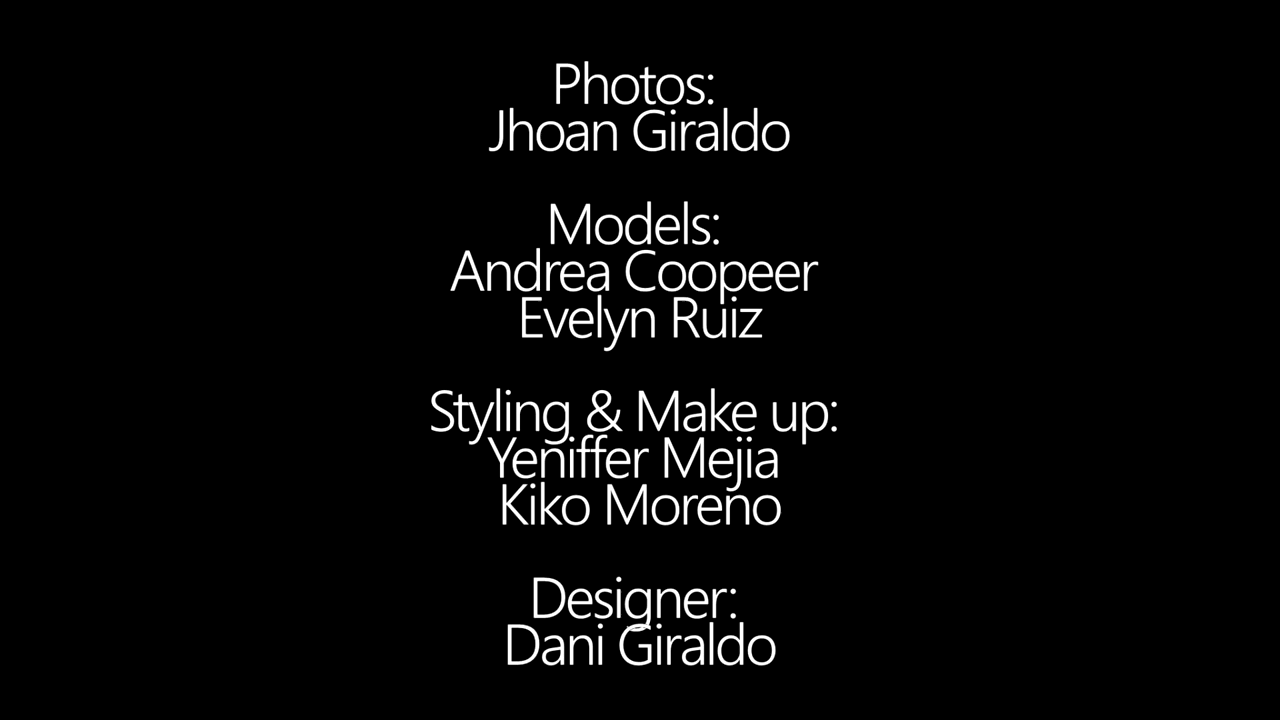 Photos:
Jhoan Giraldo
Models:
Andrea Coopeer
Evelyn Ruiz
Styling & Make up:
Yeniffer Mejia
Kiko Moreno
Designer:
Dani Giraldo